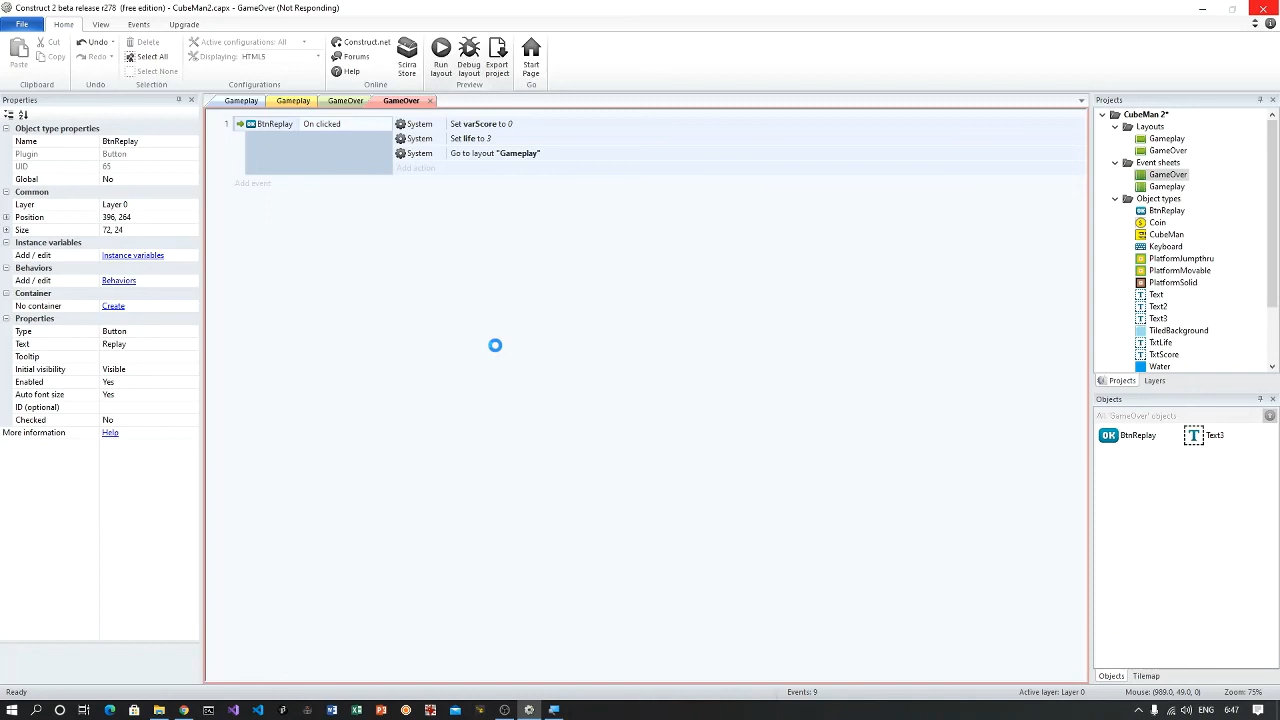 Construct 2 beta release r278 (free edition) - CubeMan2.capx - GameOver (Not Responding)
File Home View Events Upgrade
Paste Cut Copy Undo Redo Delete Select All Select None Active configurations: All Displaying: HTML5 Construct.net Forums Help Scirra Store Run layout Debug layout Export project Start Page
Clipboard Undo Selection Configurations Online Preview Go
Properties
Object type properties
Name BtnReplay
Plugin Button
UID 65
Global No
Common
Layer Layer 0
Position 396, 264
Size 72, 24
Instance variables
Add / edit Instance variables
Behaviors
Add / edit Behaviors
Container
No container Create
Properties
Type Button
Text Replay
Tooltip
Initial visibility Visible
Enabled Yes
Auto font size Yes
ID (optional)
Checked No
More information Help
Gameplay Gameplay GameOver GameOver
1 BtnReplay On clicked System Set varScore to 0
System Set life to 3
System Go to layout "Gameplay"
Add action
Add event
Projects
CubeMan 2*
Layouts
Gameplay
GameOver
Event sheets
GameOver
Gameplay
Object types
BtnReplay
Coin
CubeMan
Keyboard
PlatformJumpthru
PlatformMovable
PlatformSolid
Text
Text2
Text3
TiledBackground
TxtLife
TxtScore
Water
Projects Layers
Objects
All 'GameOver' objects
OK BtnReplay T Text3
Objects Tilemap
Ready Events: 9 Active layer: Layer 0 Mouse: (989.0, 49.0, 0) Zoom: 75%
ENG 6:47